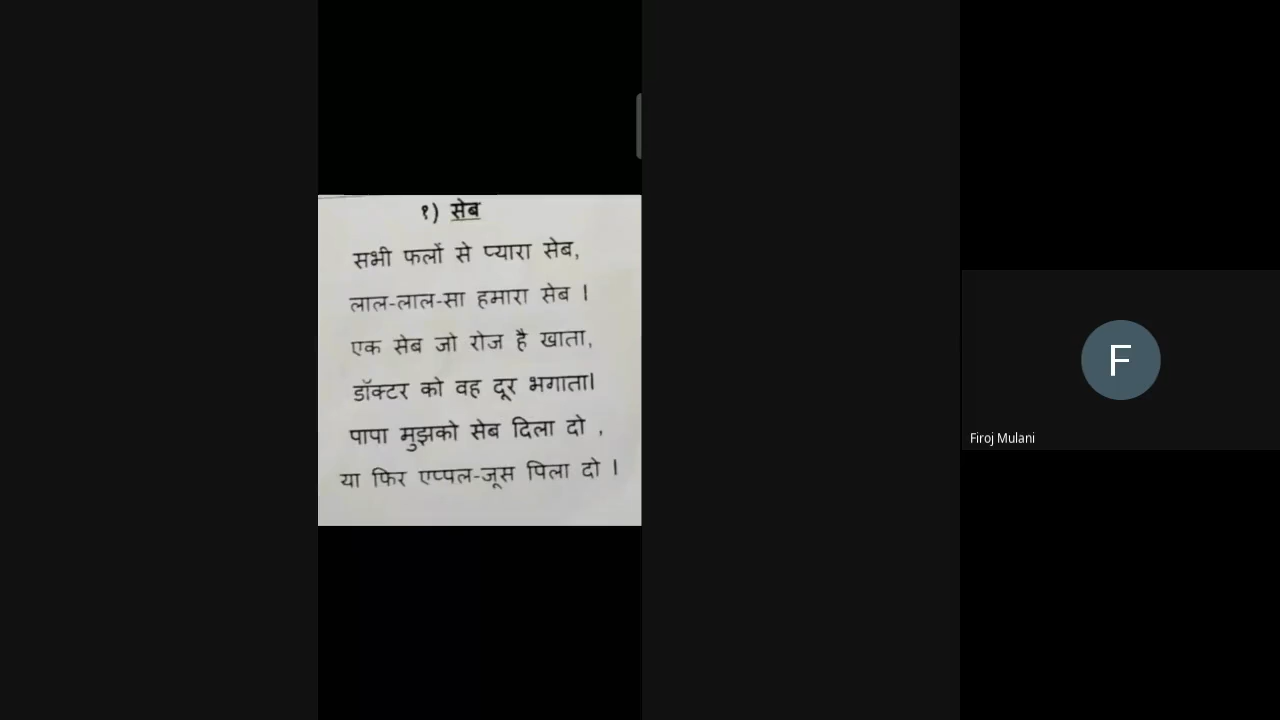 १) सेब
सभी फलों से प्यारा सेब,
लाल-लाल-सा हमारा सेब ।
एक सेब जो रोज है खाता,
डॉक्टर को वह दूर भगाता।
पापा मुझको सेब दिला दो ,
या फिर एप्पल-जूस पिला दो ।
F
Firoj Mulani